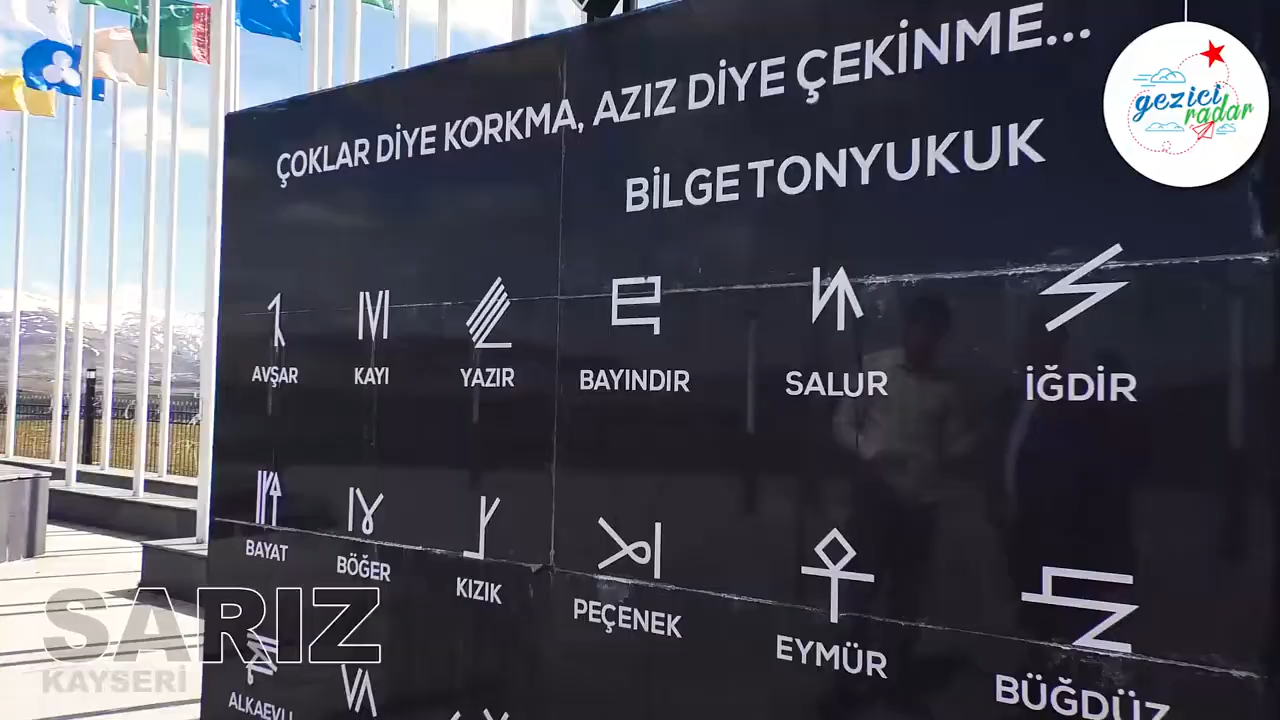 ÇOKLAR DİYE KORKMA, AZIZ DİYE ÇEKİNME...
BİLGE TONYUKUK
gezici
radar
AVŞAR KAYI YAZIR BAYINDIR SALUR İĞDİR
BAYAT BÖĞER KIZIK PEÇENEK EYMÜR BÜĞDÜZ
ALKAEVLI
SARIZ
KAYSERİ